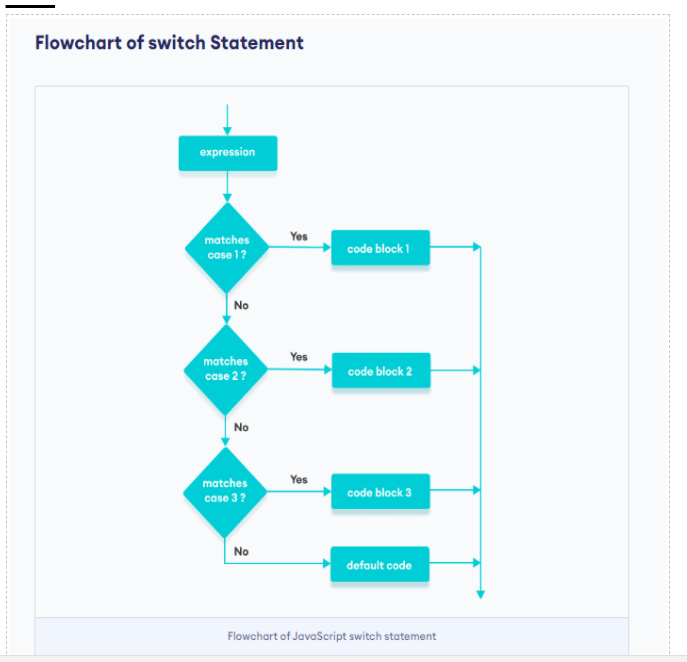 Flowchart of switch Statement
expression
matches
case 1 ?
Yes
code block 1
No
matches
case 2 ?
Yes
code block 2
No
matches
case 3 ?
Yes
code block 3
No
default code
Flowchart of JavaScript switch statement